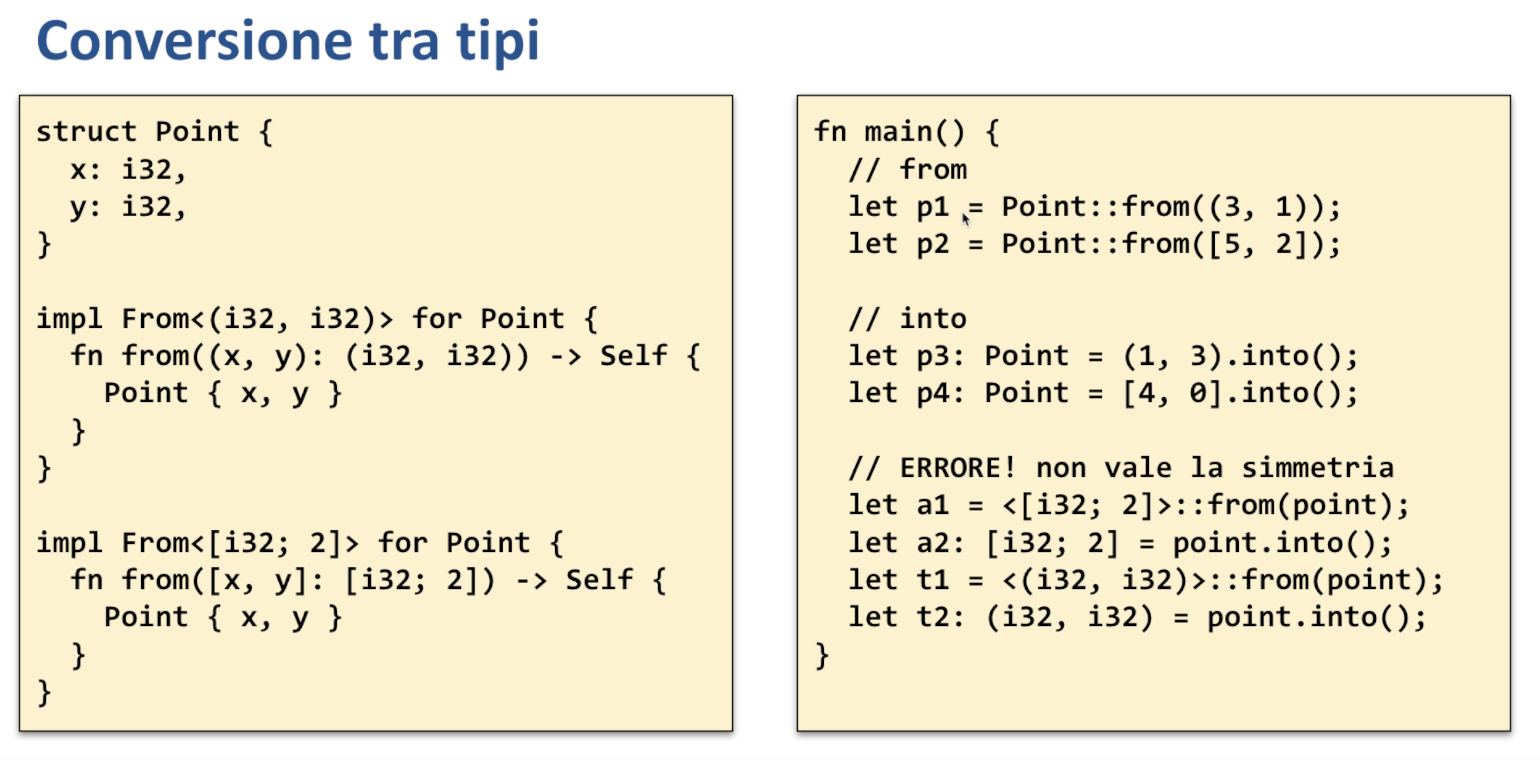 Conversione tra tipi
struct Point {
  x: i32,
  y: i32,
}

impl From<(i32, i32)> for Point {
  fn from((x, y): (i32, i32)) -> Self {
    Point { x, y }
  }
}

impl From<[i32; 2]> for Point {
  fn from([x, y]: [i32; 2]) -> Self {
    Point { x, y }
  }
}
fn main() {
  // from
  let p1 = Point::from((3, 1));
  let p2 = Point::from([5, 2]);

  // into
  let p3: Point = (1, 3).into();
  let p4: Point = [4, 0].into();

  // ERRORE! non vale la simmetria
  let a1 = <[i32; 2]>::from(point);
  let a2: [i32; 2] = point.into();
  let t1 = <(i32, i32)>::from(point);
  let t2: (i32, i32) = point.into();
}